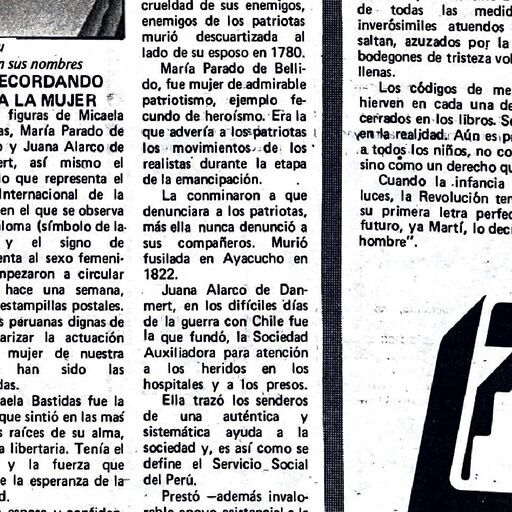 u
n sus nombres
ECORDANDO
A LA MUJER
figuras de Micaela
as, María Parado de
o y Juana Alarco de
ert, así mismo el
lo que representa el
Internacional de la
en el que se observa
aloma (símbolo de la
y el signo de
enta al sexo femeni-
mpezaron a circular
hace una semana,
estampillas postales.
s peruanas dignas de
arizar la actuación
mujer de nuestra
han sido las
das.
aela Bastidas fue la
que sintió en las mas
s raíces de su alma,
a libertaria. Tenía el
y la fuerza que
e la esperanza de la
d.
crueldad de sus enemigos,
enemigos de los patriotas
murió descuartizada al
lado de su esposo en 1780.
María Parado de Belli-
do, fue mujer de admirable
patriotismo, ejemplo fe-
cundo de heroísmo. Era la
que advería a los patriotas
los movimientos de los
realistas durante la etapa
de la emancipación.
La conminaron a que
denunciara a los patriotas,
más ella nunca denunció a
sus compañeros. Murió
fusilada en Ayacucho en
1822.
Juana Alarco de Dan-
mert, en los difíciles días
de la guerra con Chile fue
la que fundó, la Sociedad
Auxiliadora para atención
a los heridos en los
hospitales y a los presos.
Ella trazó los senderos
de una auténtica y
sistemática ayuda a la
sociedad y, es así como se
define el Servicio Social
del Perú.
Prestó —además invalo-
de todas las medid
inverósimiles atuendos
saltan, azuzados por la
bodegones de tristeza vol
llenas.
Los códigos de me
hierven en cada una de
cerrados en los libros. Se
en la realidad. Aún es p
a todos los niños, no co
sino como un derecho qu
Cuando la infancia
luces, la Revolución ten
su primera letra perfec
futuro, ya Martí, lo deci
hombre".